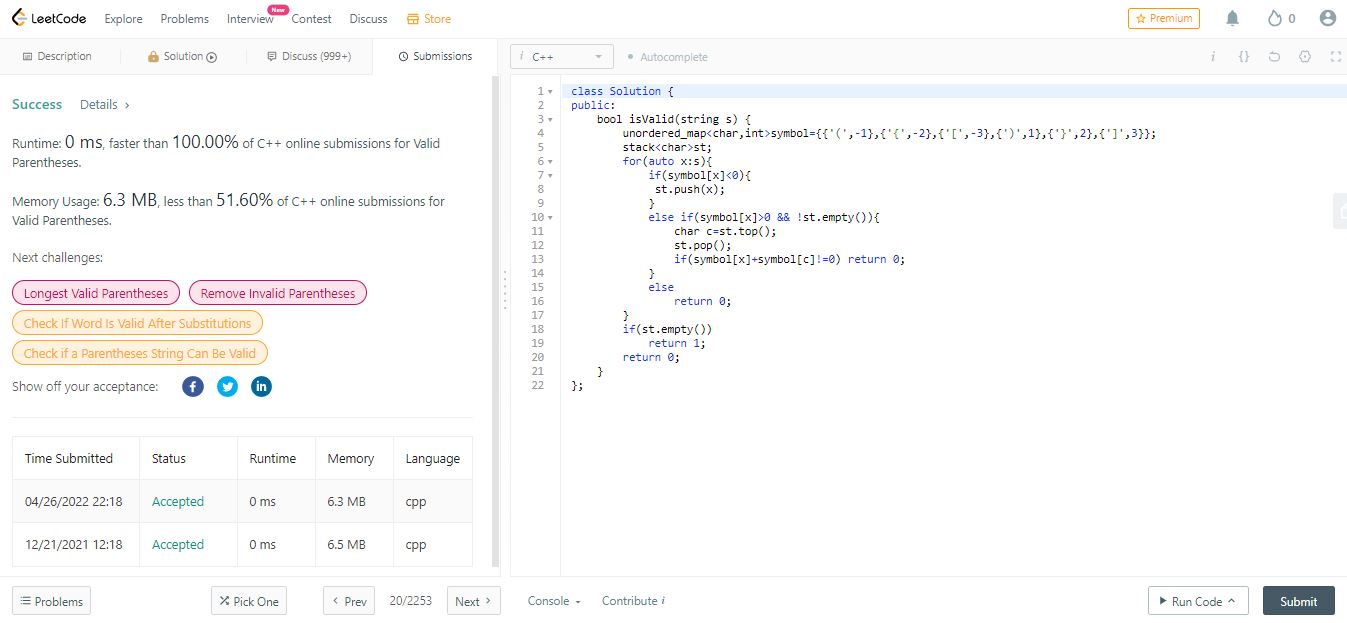 LeetCode Explore Problems Interview New Contest Discuss Store Premium 0
Description Solution Discuss (999+) Submissions i C++ Autocomplete i {}
Success Details >
Runtime: 0 ms, faster than 100.00% of C++ online submissions for Valid
Parentheses.
Memory Usage: 6.3 MB, less than 51.60% of C++ online submissions for
Valid Parentheses.
Next challenges:
Longest Valid Parentheses Remove Invalid Parentheses
Check If Word Is Valid After Substitutions
Check if a Parentheses String Can Be Valid
Show off your acceptance: f in
Time Submitted Status Runtime Memory Language
04/26/2022 22:18 Accepted 0 ms 6.3 MB cpp
12/21/2021 12:18 Accepted 0 ms 6.5 MB cpp
1 class Solution {
2 public:
3 bool isValid(string s) {
4 unordered_map<char,int>symbol={{'(',-1},{'{',-2},{'[',-3},{')',1},{'}',2},{']',3}};
5 stack<char>st;
6 for(auto x:s){
7 if(symbol[x]<0){
8 st.push(x);
9 }
10 else if(symbol[x]>0 && !st.empty()){
11 char c=st.top();
12 st.pop();
13 if(symbol[x]+symbol[c]!=0) return 0;
14 }
15 else
16 return 0;
17 }
18 if(st.empty())
19 return 1;
20 return 0;
21 }
22 };
Problems Pick One < Prev 20/2253 Next > Console Contribute i Run Code Submit